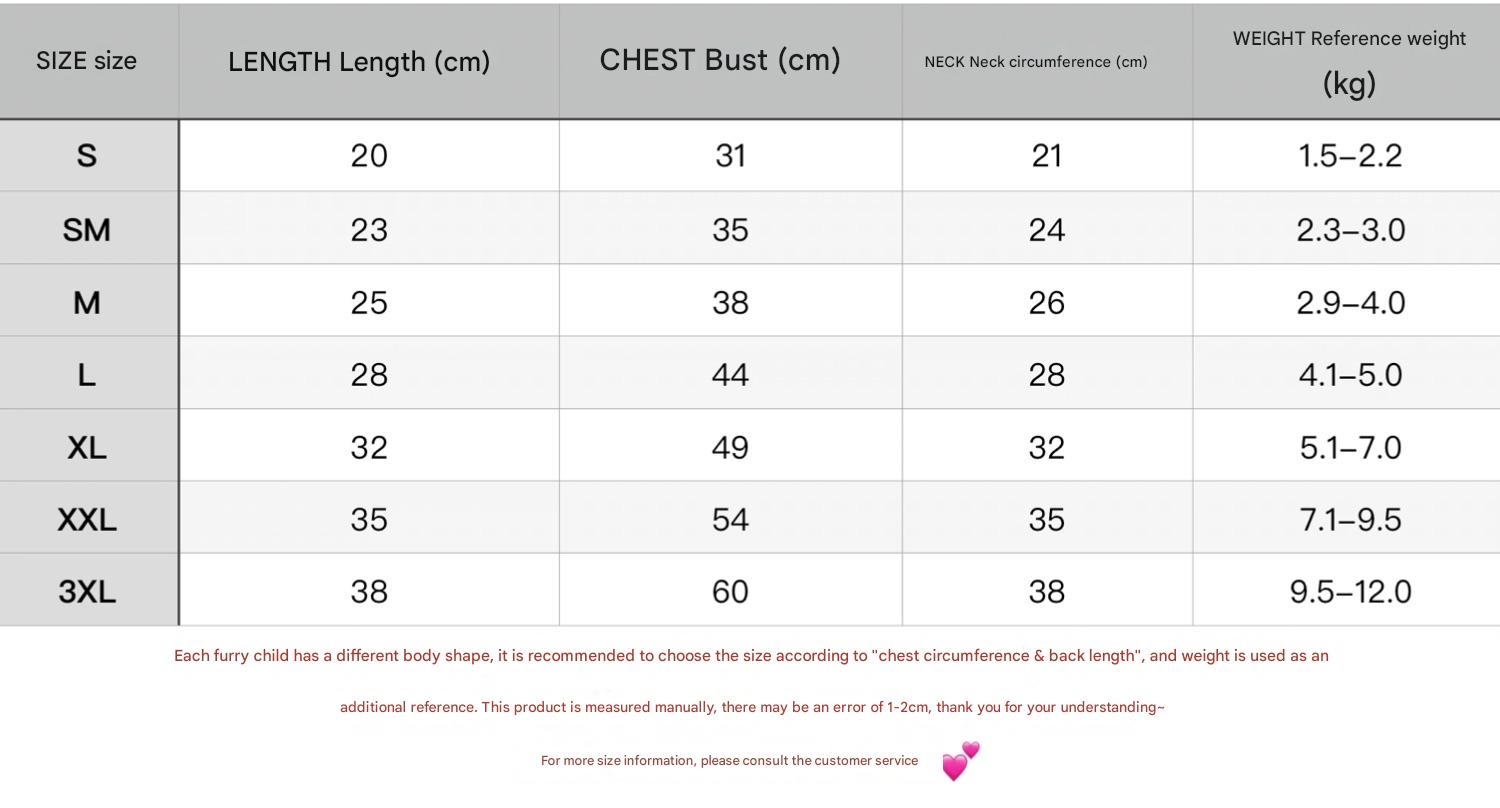 SIZE size LENGTH Length (cm) CHEST Bust (cm) NECK Neck circumference (cm) WEIGHT Reference weight (kg)
S 20 31 21 1.5–2.2
SM 23 35 24 2.3–3.0
M 25 38 26 2.9–4.0
L 28 44 28 4.1–5.0
XL 32 49 32 5.1–7.0
XXL 35 54 35 7.1–9.5
3XL 38 60 38 9.5–12.0
Each furry child has a different body shape, it is recommended to choose the size according to "chest circumference & back length", and weight is used as an
additional reference. This product is measured manually, there may be an error of 1-2cm, thank you for your understanding~
For more size information, please consult the customer service 💕